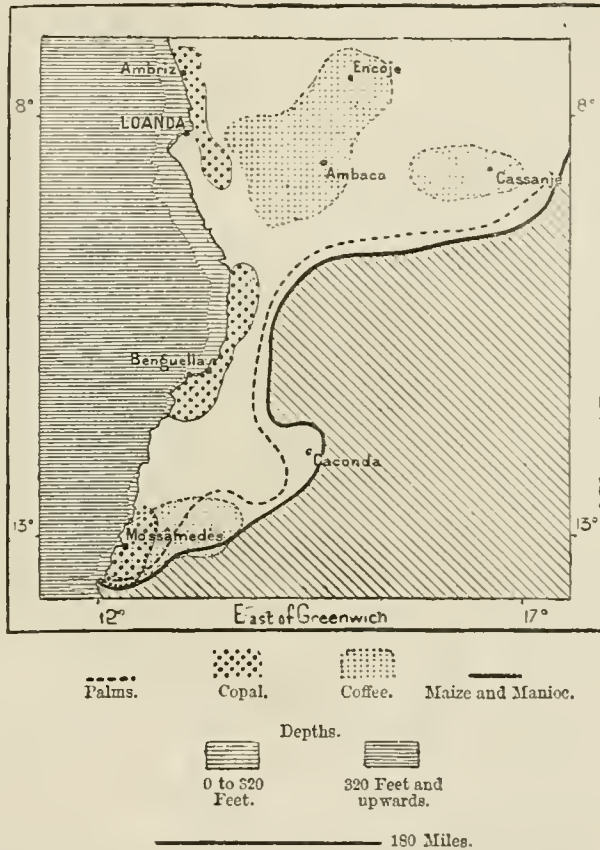 Ambriz
Encoje
8° 8°
LOANDA
Ambaca
Cassanje
Benguella
Caconda
13° 13°
Mossamedes
12° East of Greenwich 17°
Palms. Copal. Coffee. Maize and Manioc.
Depths.
0 to 320 Feet.
320 Feet and upwards.
180 Miles.